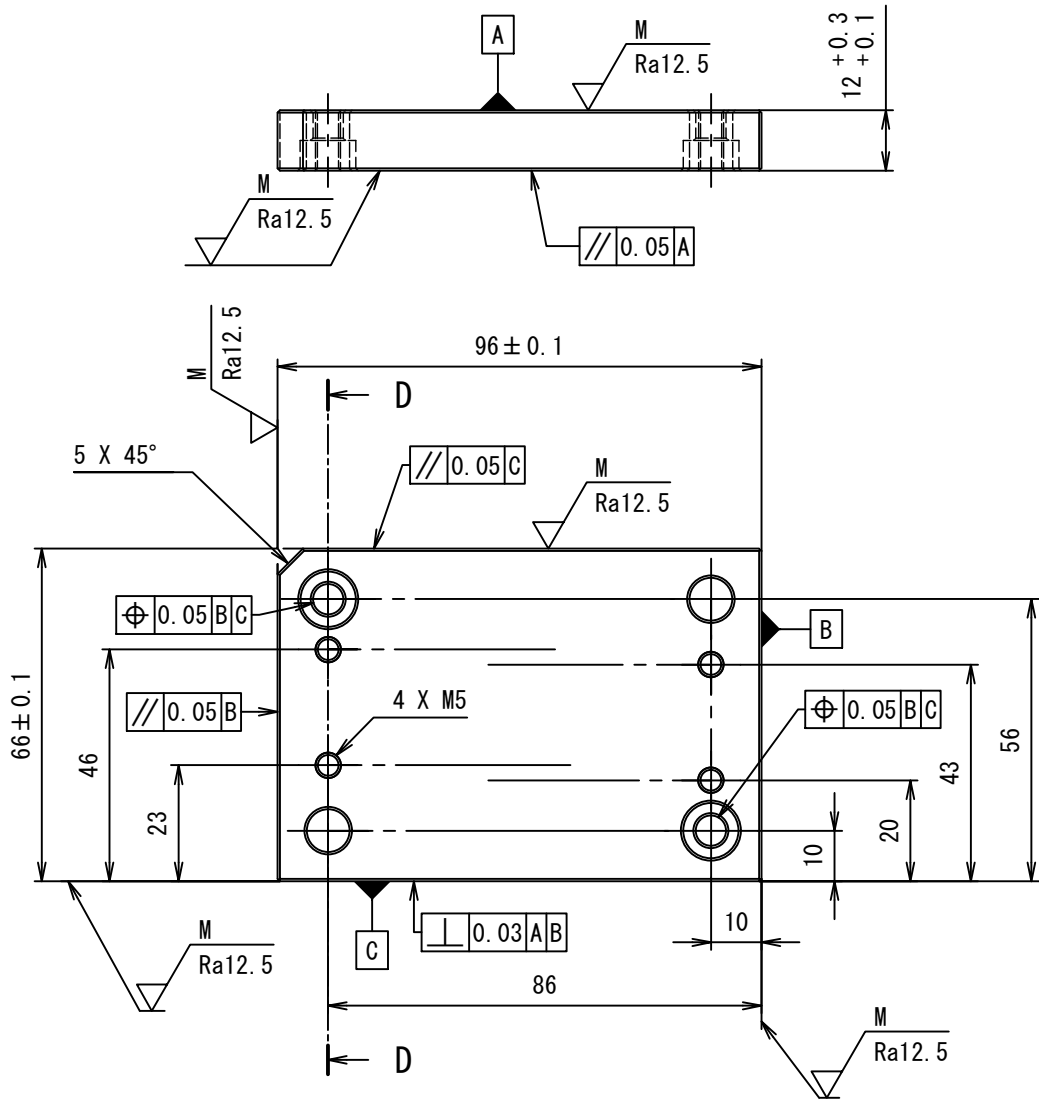 A
M
Ra12.5
12 +0.3 +0.1
M
Ra12.5
// 0.05 A
M
Ra12.5
96±0.1
D
5 X 45°
// 0.05 C
M
Ra12.5
⌖ 0.05 B C
B
66±0.1
// 0.05 B
4 X M5
⌖ 0.05 B C
46
23
43
56
20
10
M
Ra12.5
C
⊥ 0.03 A B
10
86
M
Ra12.5
D